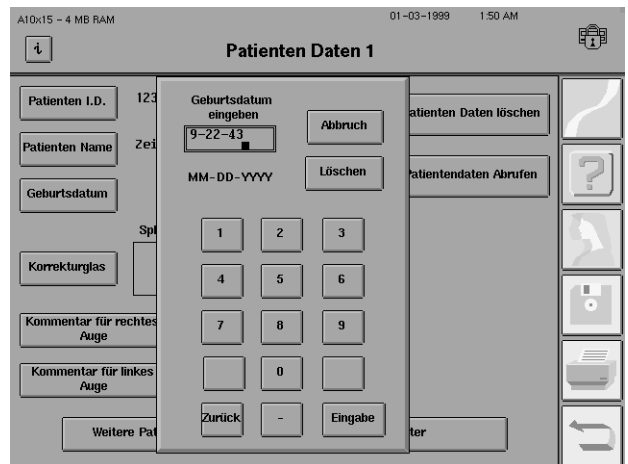 A10x15 - 4 MB RAM
01-03-1999 1:50 AM
i
Patienten Daten 1
Patienten I.D.
123
Geburtsdatum
eingeben
9-22-43
MM-DD-YYYY
Abbruch
Löschen
atienten Daten löschen
Patienten Name
Zei
Patientendaten Abrufen
Geburtsdatum
Sph
Korrekturglas
1 2 3
4 5 6
7 8 9
0
Zurück - Eingabe
Kommentar für rechtes
Auge
Kommentar für linkes
Auge
Weitere Pat
ter
?